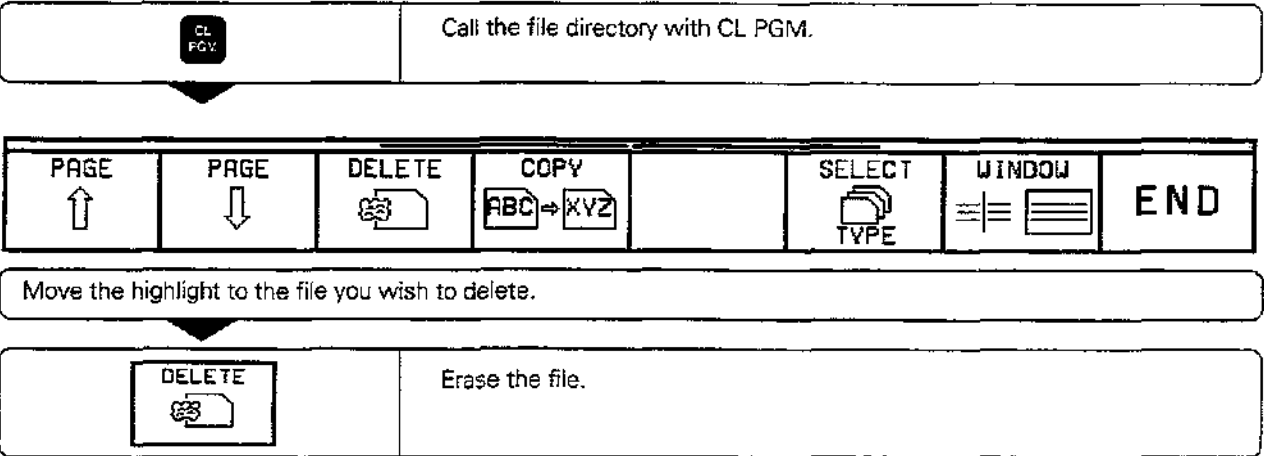 CL
PGM
Call the file directory with CL PGM.
PAGE
PAGE
DELETE
COPY
ABC XYZ
SELECT
TYPE
WINDOW
END
Move the highlight to the file you wish to delete.
DELETE
Erase the file.